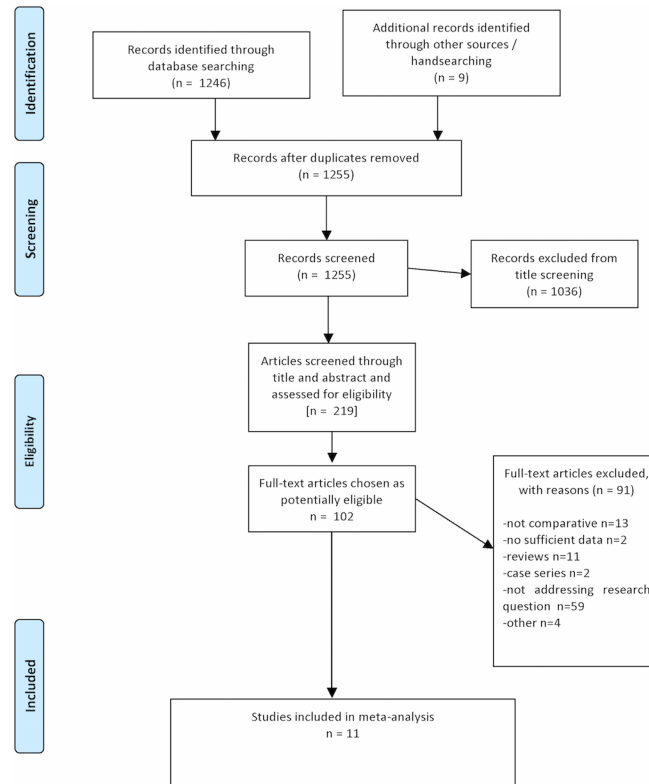 Identification
Records identified through
database searching
(n = 1246)
Additional records identified
through other sources /
handsearching
(n = 9)
Records after duplicates removed
(n = 1255)
Screening
Records screened
(n = 1255)
Records excluded from
title screening
(n = 1036)
Articles screened through
title and abstract and
assessed for eligibility
[n = 219]
Eligibility
Full-text articles chosen as
potentially eligible
n = 102
Full-text articles excluded,
with reasons (n = 91)
-not comparative n=13
-no sufficient data n=2
-reviews n=11
-case series n=2
-not addressing research
question n=59
-other n=4
Included
Studies included in meta-analysis
n = 11